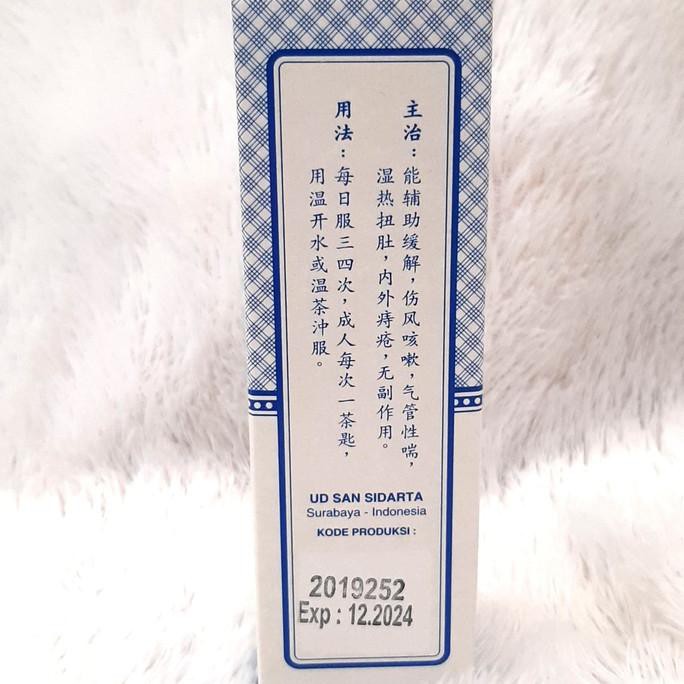 主治：能辅助缓解，伤风咳嗽，气管性喘，
湿热扭肚，内外痔疮，无副作用。
用法：每日服三四次，成人每次一茶匙，
用温开水或温茶沖服。
UD SAN SIDARTA
Surabaya - Indonesia
KODE PRODUKSI :
2019252
Exp : 12.2024